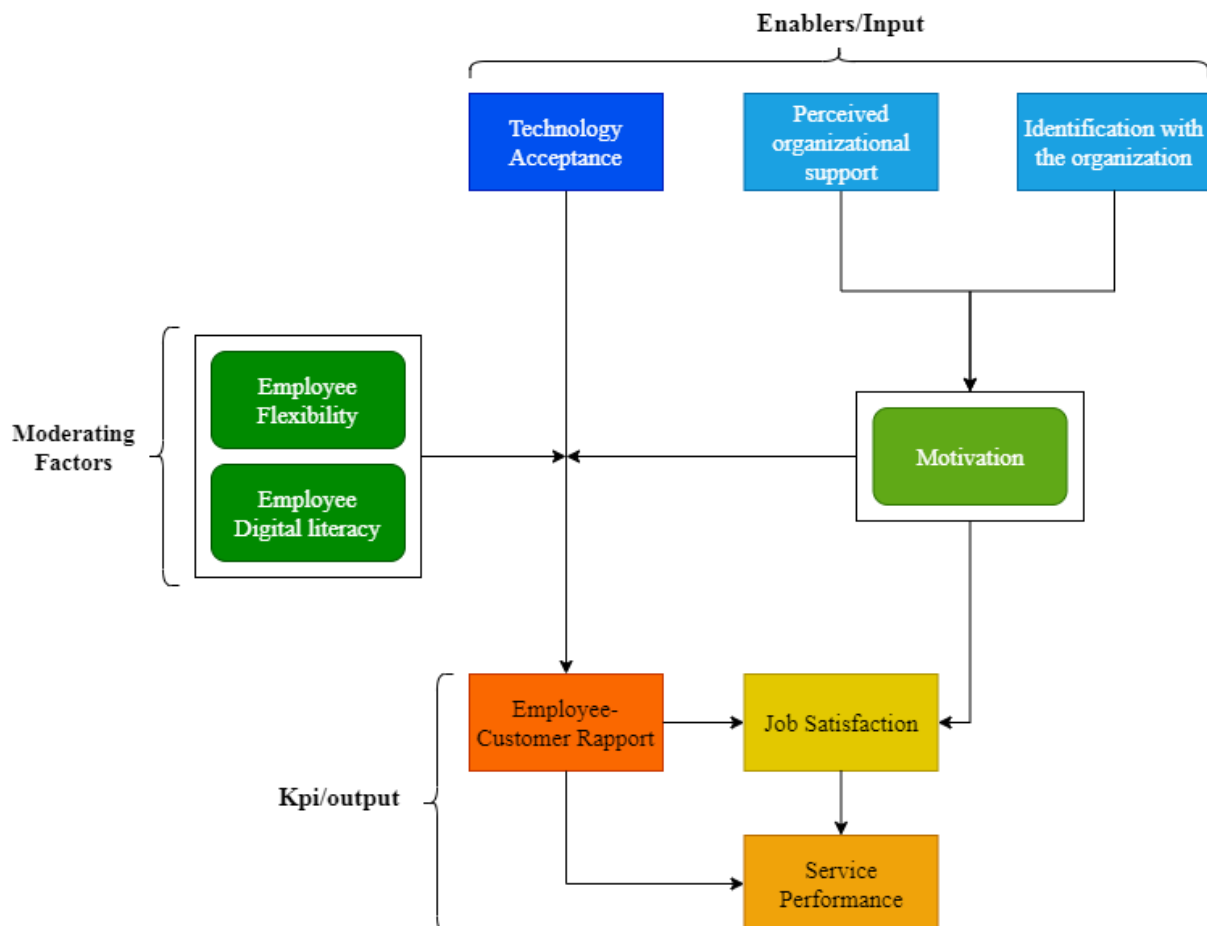 Enablers/Input
Technology
Acceptance
Perceived
organizational
support
Identification with
the organization
Moderating
Factors
Employee
Flexibility
Employee
Digital literacy
Motivation
Kpi/output
Employee-
Customer Rapport
Job Satisfaction
Service
Performance